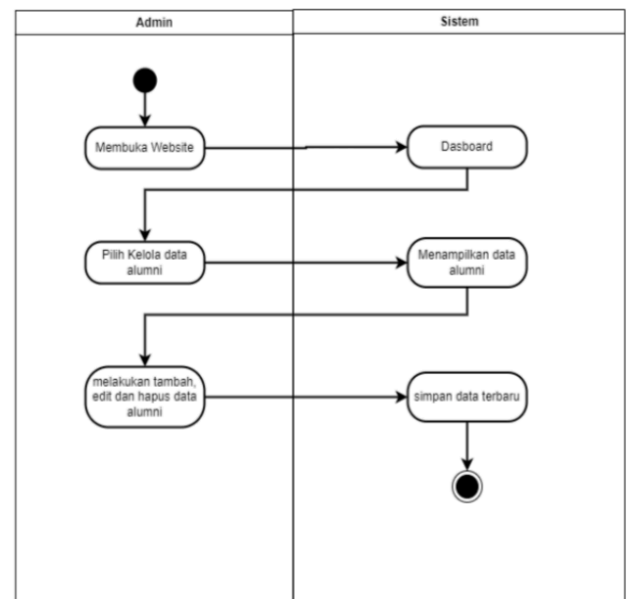 Admin
Sistem
Membuka Website
Dasboard
Pilih Kelola data
alumni
Menampilkan data
alumni
melakukan tambah,
edit dan hapus data
alumni
simpan data terbaru